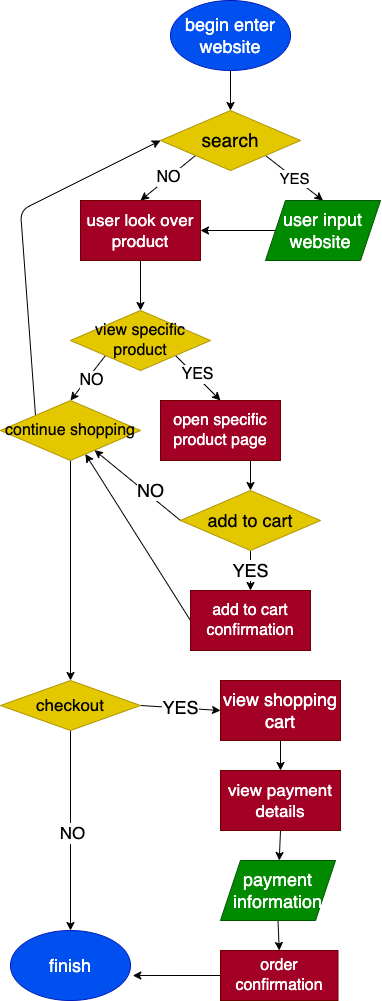 begin enter
website
search
NO
YES
user look over
product
user input
website
view specific
product
NO
YES
continue shopping
open specific
product page
NO
add to cart
YES
add to cart
confirmation
checkout
YES
view shopping
cart
view payment
details
NO
payment
information
finish
order
confirmation